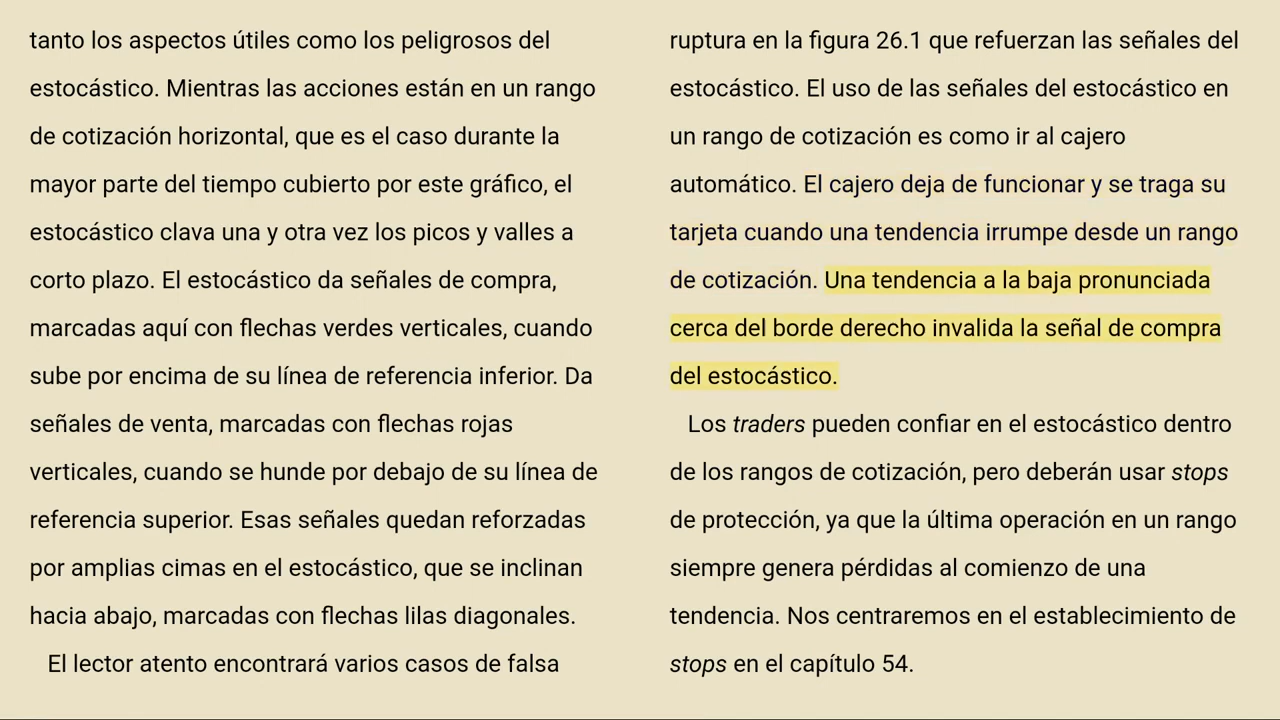 tanto los aspectos útiles como los peligrosos del
estocástico. Mientras las acciones están en un rango
de cotización horizontal, que es el caso durante la
mayor parte del tiempo cubierto por este gráfico, el
estocástico clava una y otra vez los picos y valles a
corto plazo. El estocástico da señales de compra,
marcadas aquí con flechas verdes verticales, cuando
sube por encima de su línea de referencia inferior. Da
señales de venta, marcadas con flechas rojas
verticales, cuando se hunde por debajo de su línea de
referencia superior. Esas señales quedan reforzadas
por amplias cimas en el estocástico, que se inclinan
hacia abajo, marcadas con flechas lilas diagonales.
El lector atento encontrará varios casos de falsa
ruptura en la figura 26.1 que refuerzan las señales del
estocástico. El uso de las señales del estocástico en
un rango de cotización es como ir al cajero
automático. El cajero deja de funcionar y se traga su
tarjeta cuando una tendencia irrumpe desde un rango
de cotización. Una tendencia a la baja pronunciada
cerca del borde derecho invalida la señal de compra
del estocástico.
Los traders pueden confiar en el estocástico dentro
de los rangos de cotización, pero deberán usar stops
de protección, ya que la última operación en un rango
siempre genera pérdidas al comienzo de una
tendencia. Nos centraremos en el establecimiento de
stops en el capítulo 54.